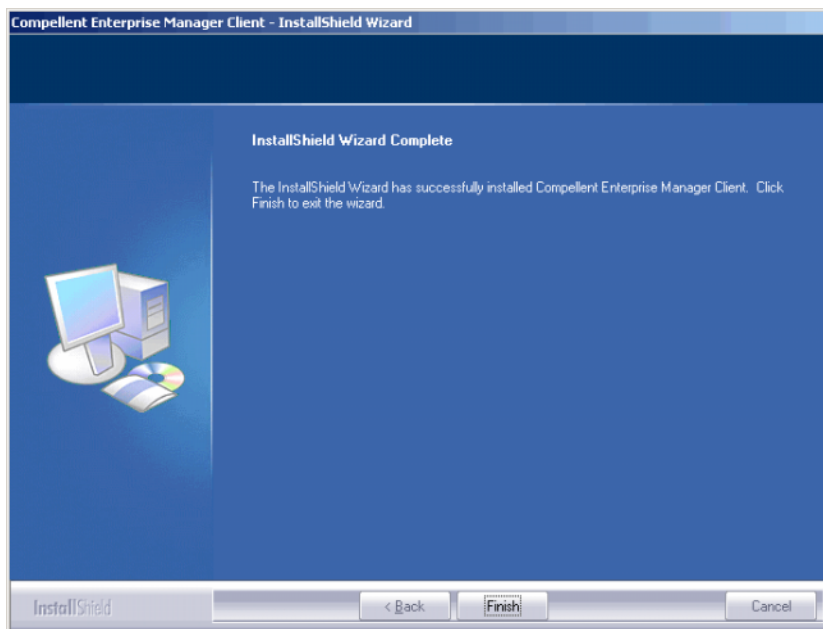 Compellent Enterprise Manager Client - InstallShield Wizard
InstallShield Wizard Complete
The InstallShield Wizard has successfully installed Compellent Enterprise Manager Client. Click
Finish to exit the wizard.
InstallShield
< Back
Finish
Cancel